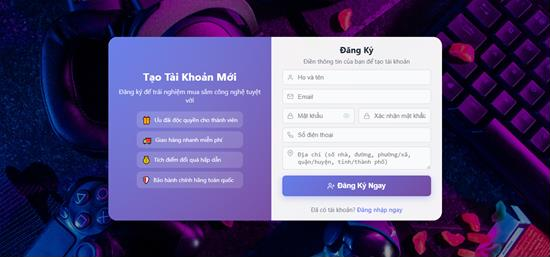 Tạo Tài Khoản Mới
Đăng ký để trải nghiệm mua sắm công nghệ tuyệt
vời
Ưu đãi độc quyền cho thành viên
Giao hàng nhanh miễn phí
Tích điểm đổi quà hấp dẫn
Bảo hành chính hãng toàn quốc
Đăng Ký
Điền thông tin của bạn để tạo tài khoản
Họ và tên
Email
Mật khẩu
Xác nhận mật khẩu
Số điện thoại
Địa chỉ (số nhà, đường, phường/xã,
quận/huyện, tỉnh/thành phố)
Đăng Ký Ngay
Đã có tài khoản? Đăng nhập ngay